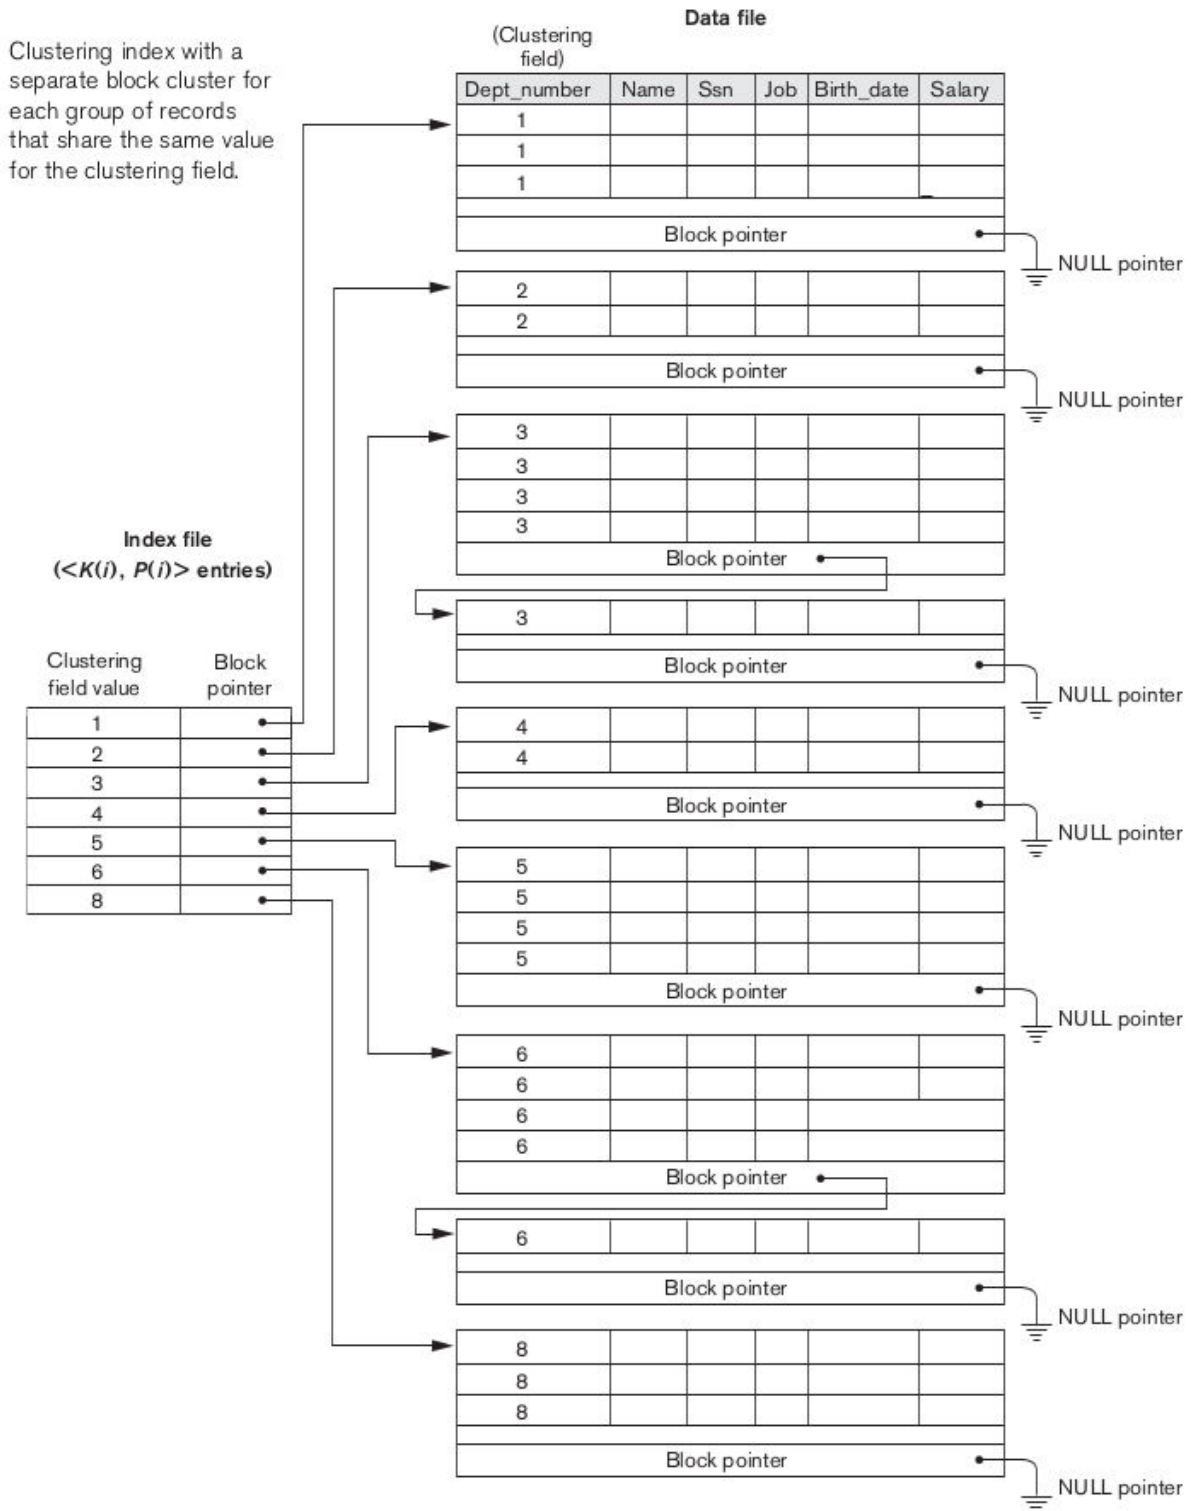 Clustering index with a
separate block cluster for
each group of records
that share the same value
for the clustering field.
Data file
(Clustering
field)
Dept_number Name Ssn Job Birth_date Salary
1
1
1
Block pointer
NULL pointer
2
2
Block pointer
NULL pointer
3
3
3
3
Block pointer
3
Block pointer
NULL pointer
4
4
Block pointer
NULL pointer
5
5
5
5
Block pointer
NULL pointer
6
6
6
6
Block pointer
6
Block pointer
NULL pointer
8
8
8
Block pointer
NULL pointer
Index file
(<K(i), P(i)> entries)
Clustering
field value
Block
pointer
1
2
3
4
5
6
8